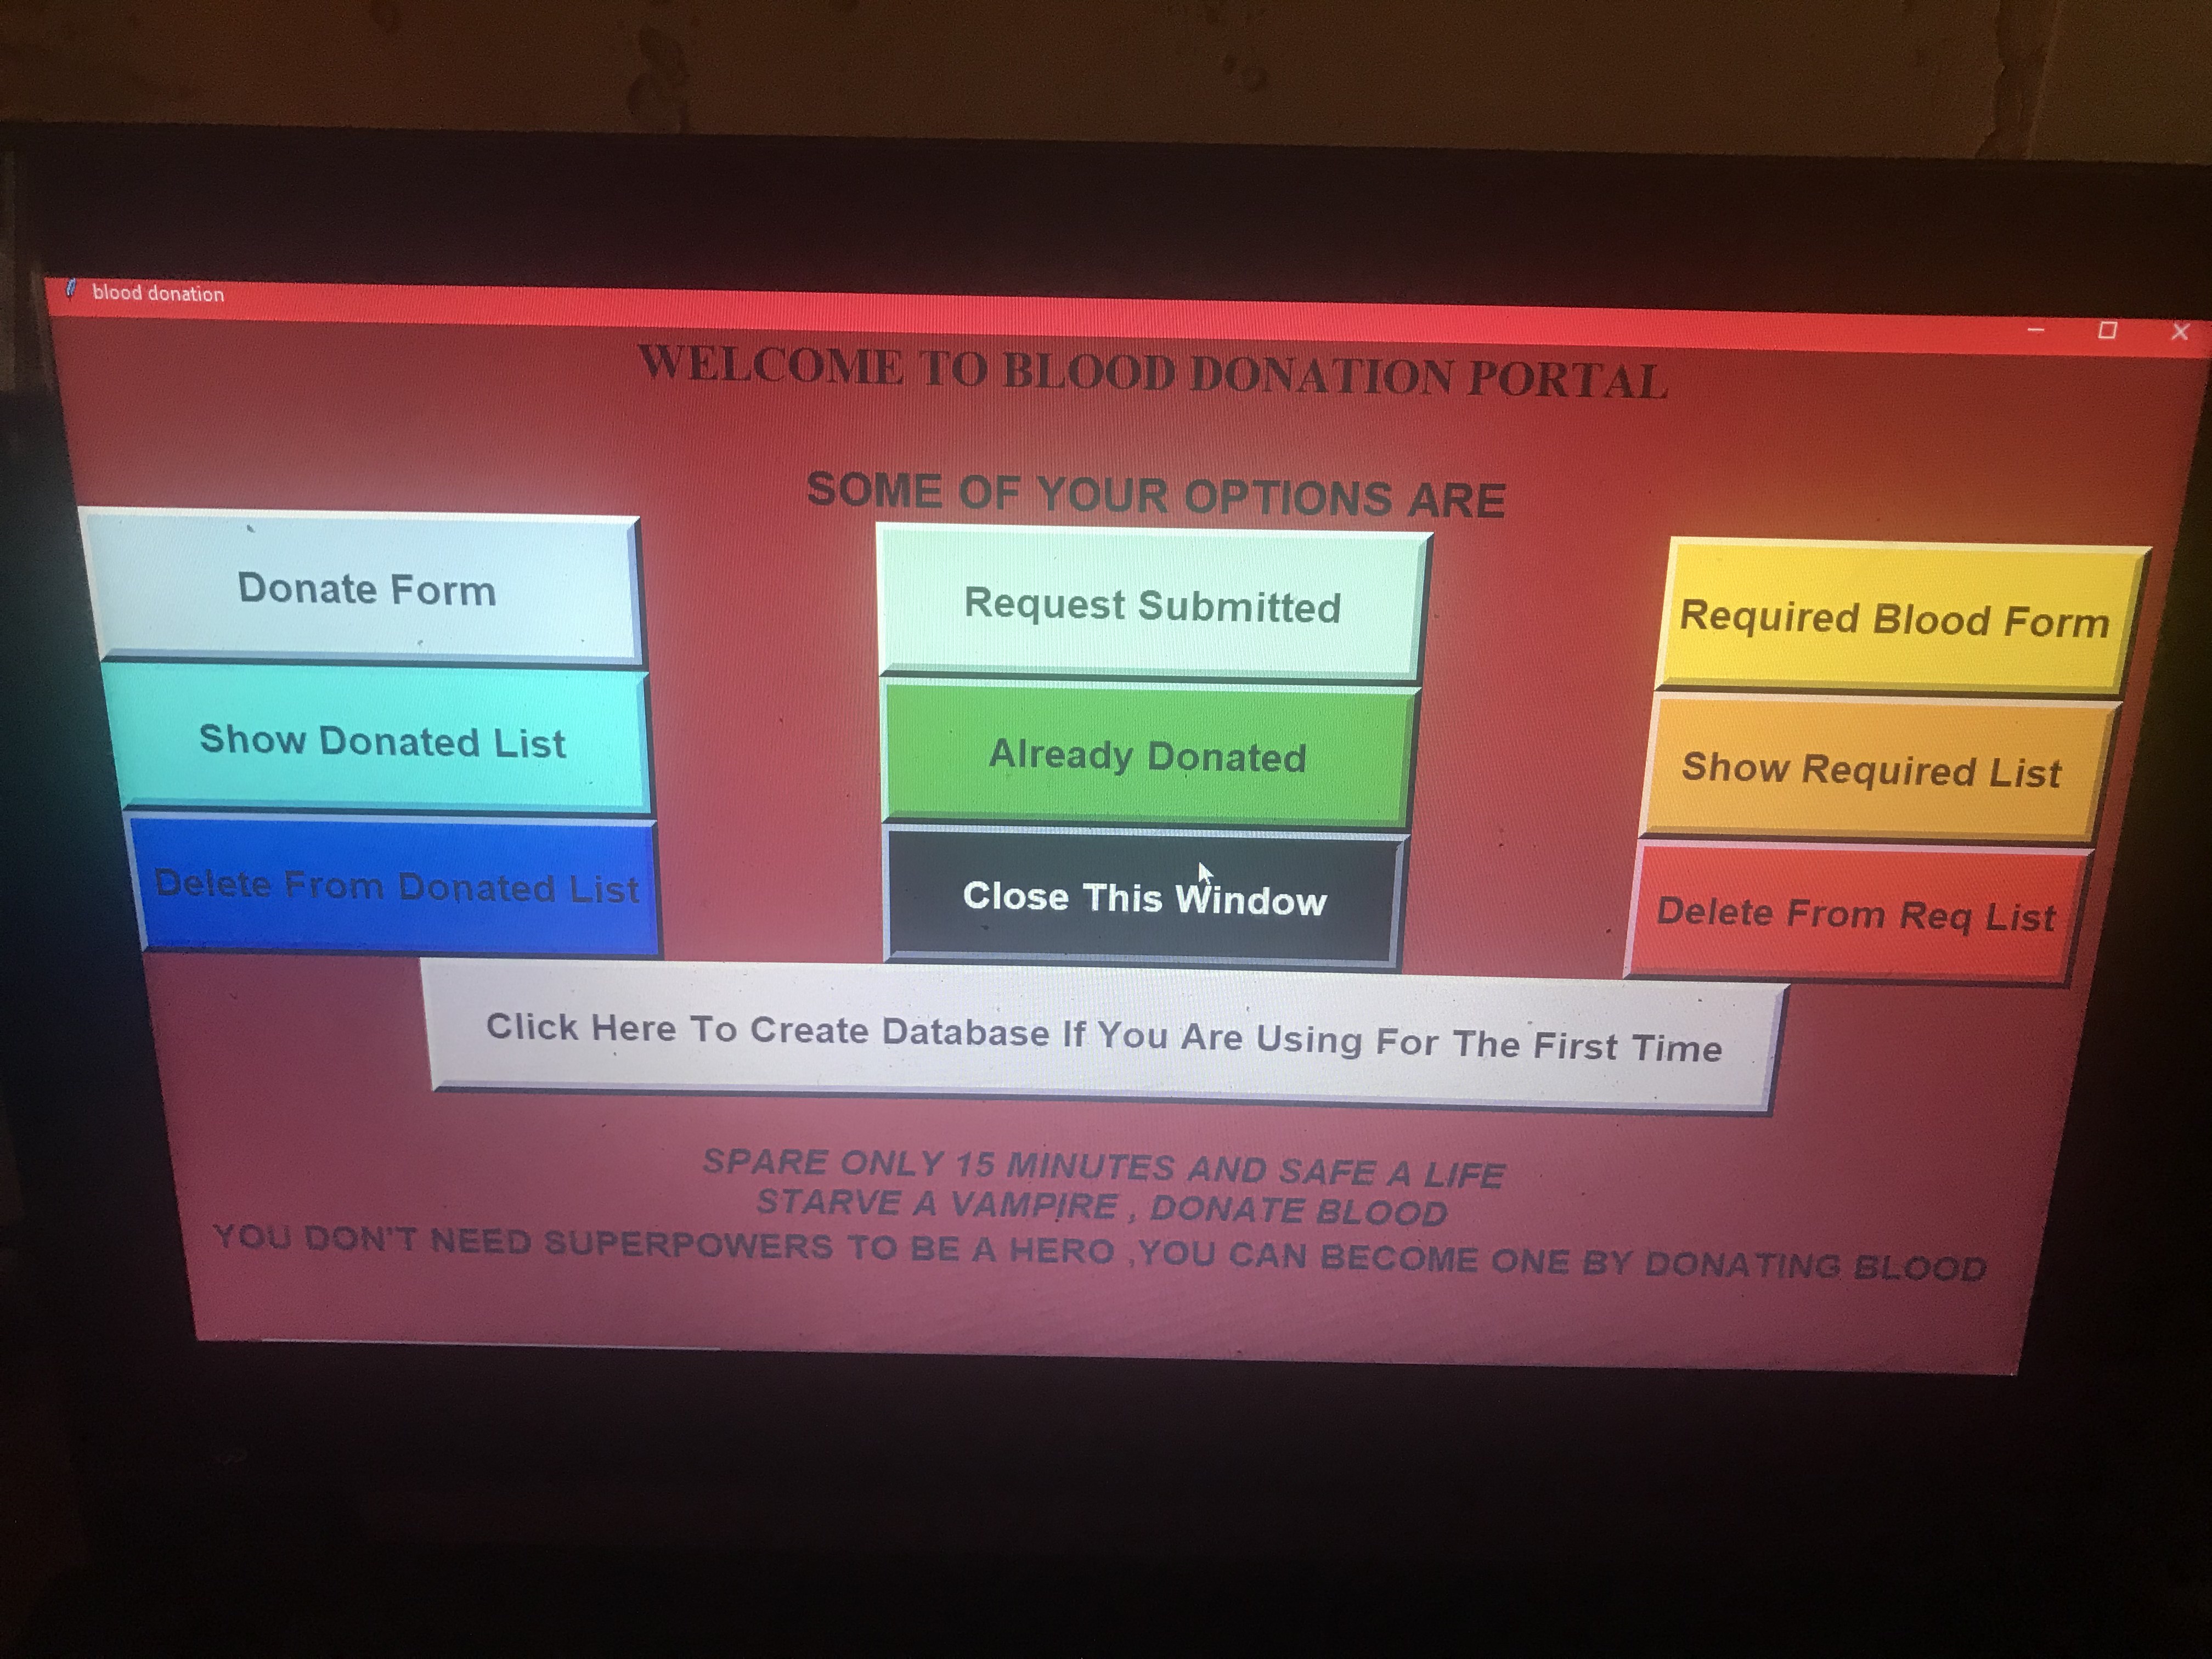 blood donation
WELCOME TO BLOOD DONATION PORTAL
SOME OF YOUR OPTIONS ARE
Donate Form
Request Submitted
Required Blood Form
Show Donated List
Already Donated
Show Required List
Delete From Donated List
Close This Window
Delete From Req List
Click Here To Create Database If You Are Using For The First Time
SPARE ONLY 15 MINUTES AND SAFE A LIFE
STARVE A VAMPIRE , DONATE BLOOD
YOU DON'T NEED SUPERPOWERS TO BE A HERO ,YOU CAN BECOME ONE BY DONATING BLOOD